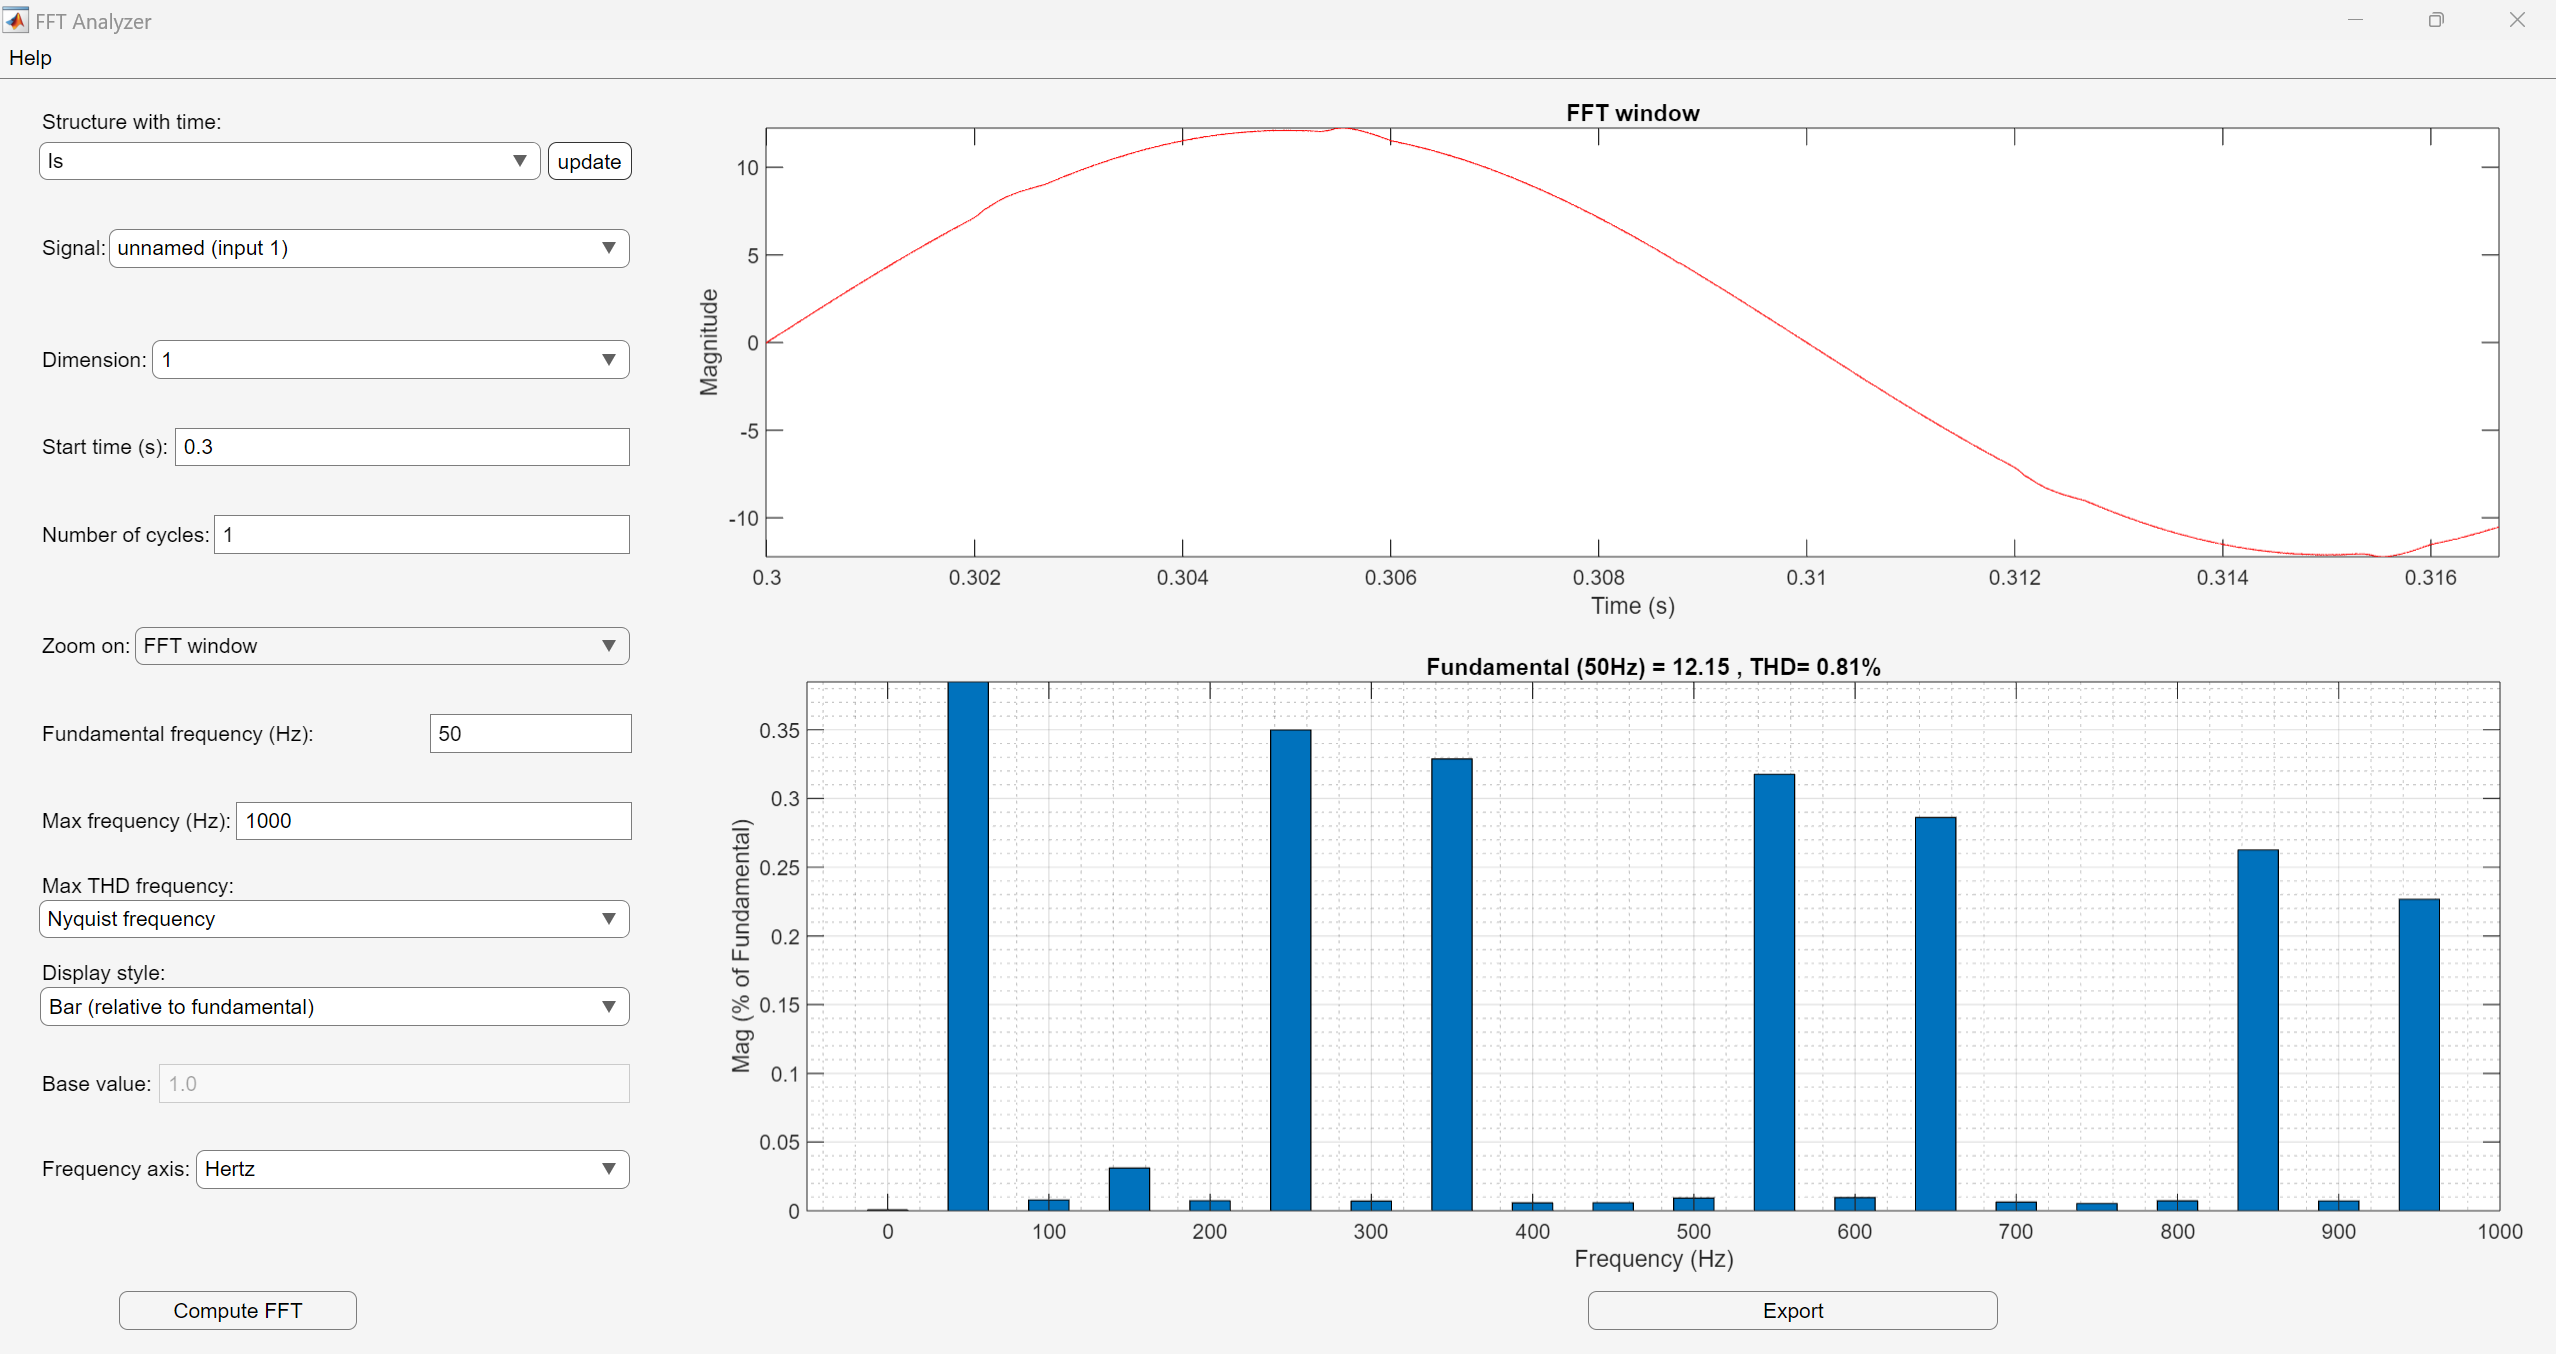 FFT Analyzer
Help
Structure with time:
Is
update
Signal: unnamed (input 1)
Dimension: 1
Start time (s): 0.3
Number of cycles: 1
Zoom on: FFT window
Fundamental frequency (Hz): 50
Max frequency (Hz): 1000
Max THD frequency:
Nyquist frequency
Display style:
Bar (relative to fundamental)
Base value: 1.0
Frequency axis: Hertz
Compute FFT
FFT window
Magnitude
10
5
0
-5
-10
0.3 0.302 0.304 0.306 0.308 0.31 0.312 0.314 0.316
Time (s)
Fundamental (50Hz) = 12.15 , THD= 0.81%
Mag (% of Fundamental)
0.35
0.3
0.25
0.2
0.15
0.1
0.05
0
0 100 200 300 400 500 600 700 800 900 1000
Frequency (Hz)
Export